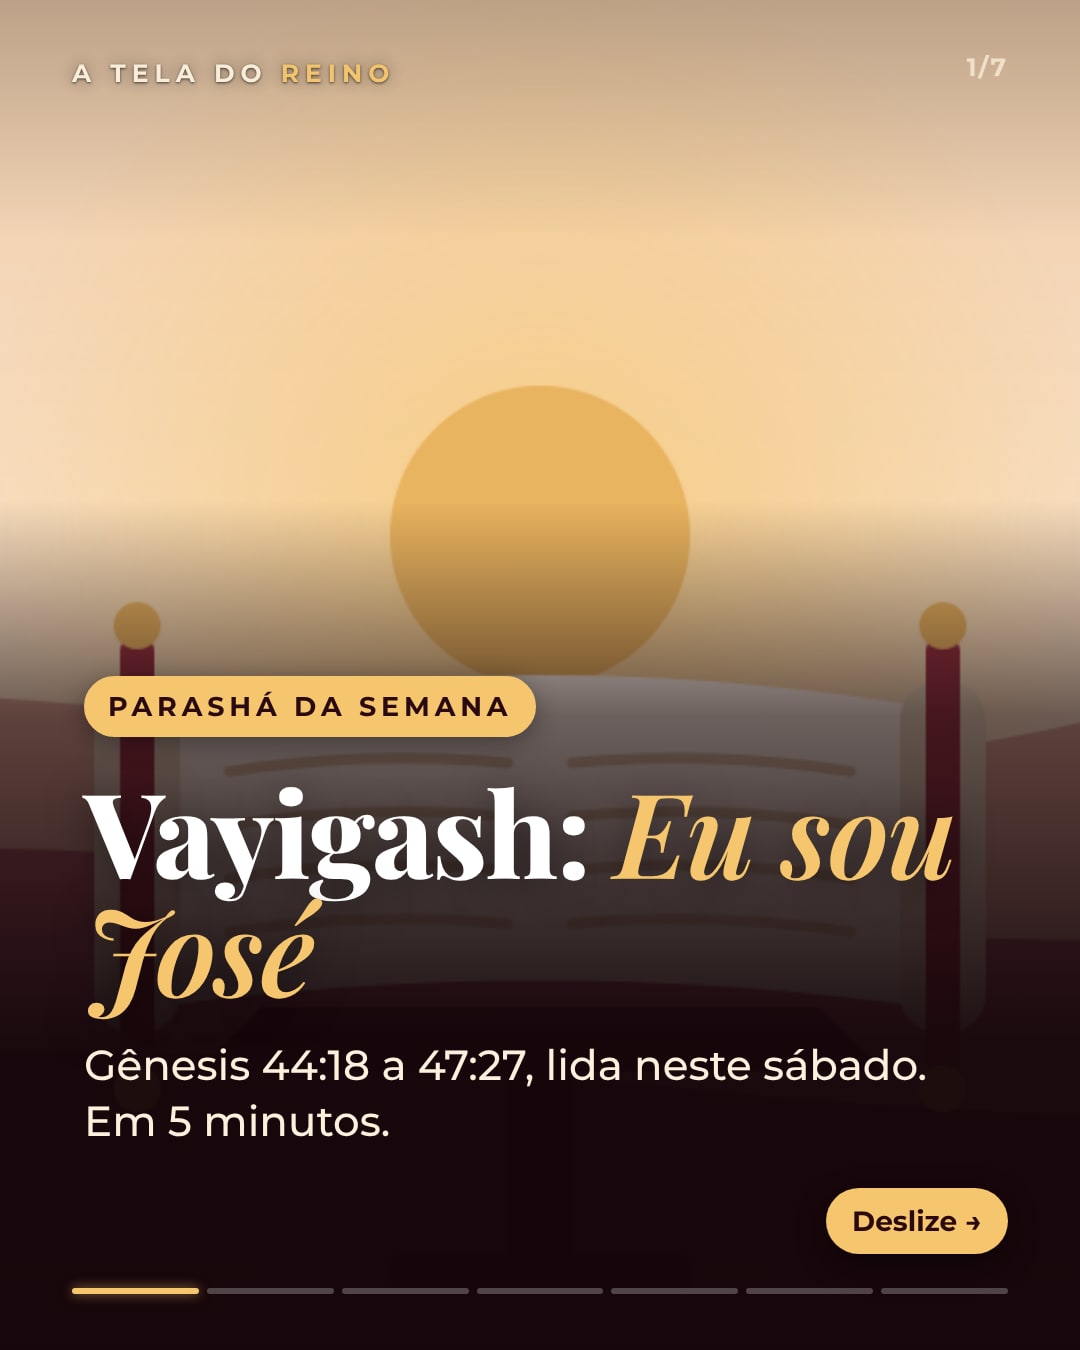 A TELA DO REINO
1/7
PARASHÁ DA SEMANA
Vayigash: Eu sou
José
Gênesis 44:18 a 47:27, lida neste sábado.
Em 5 minutos.
Deslize →